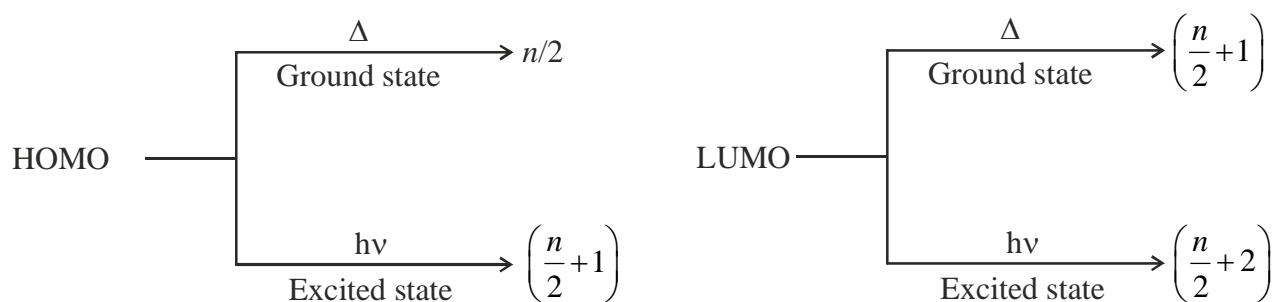 Δ
n/2
Ground state
HOMO
hν
(n/2 +1)
Excited state
Δ
(n/2 +1)
Ground state
LUMO
hν
(n/2 +2)
Excited state